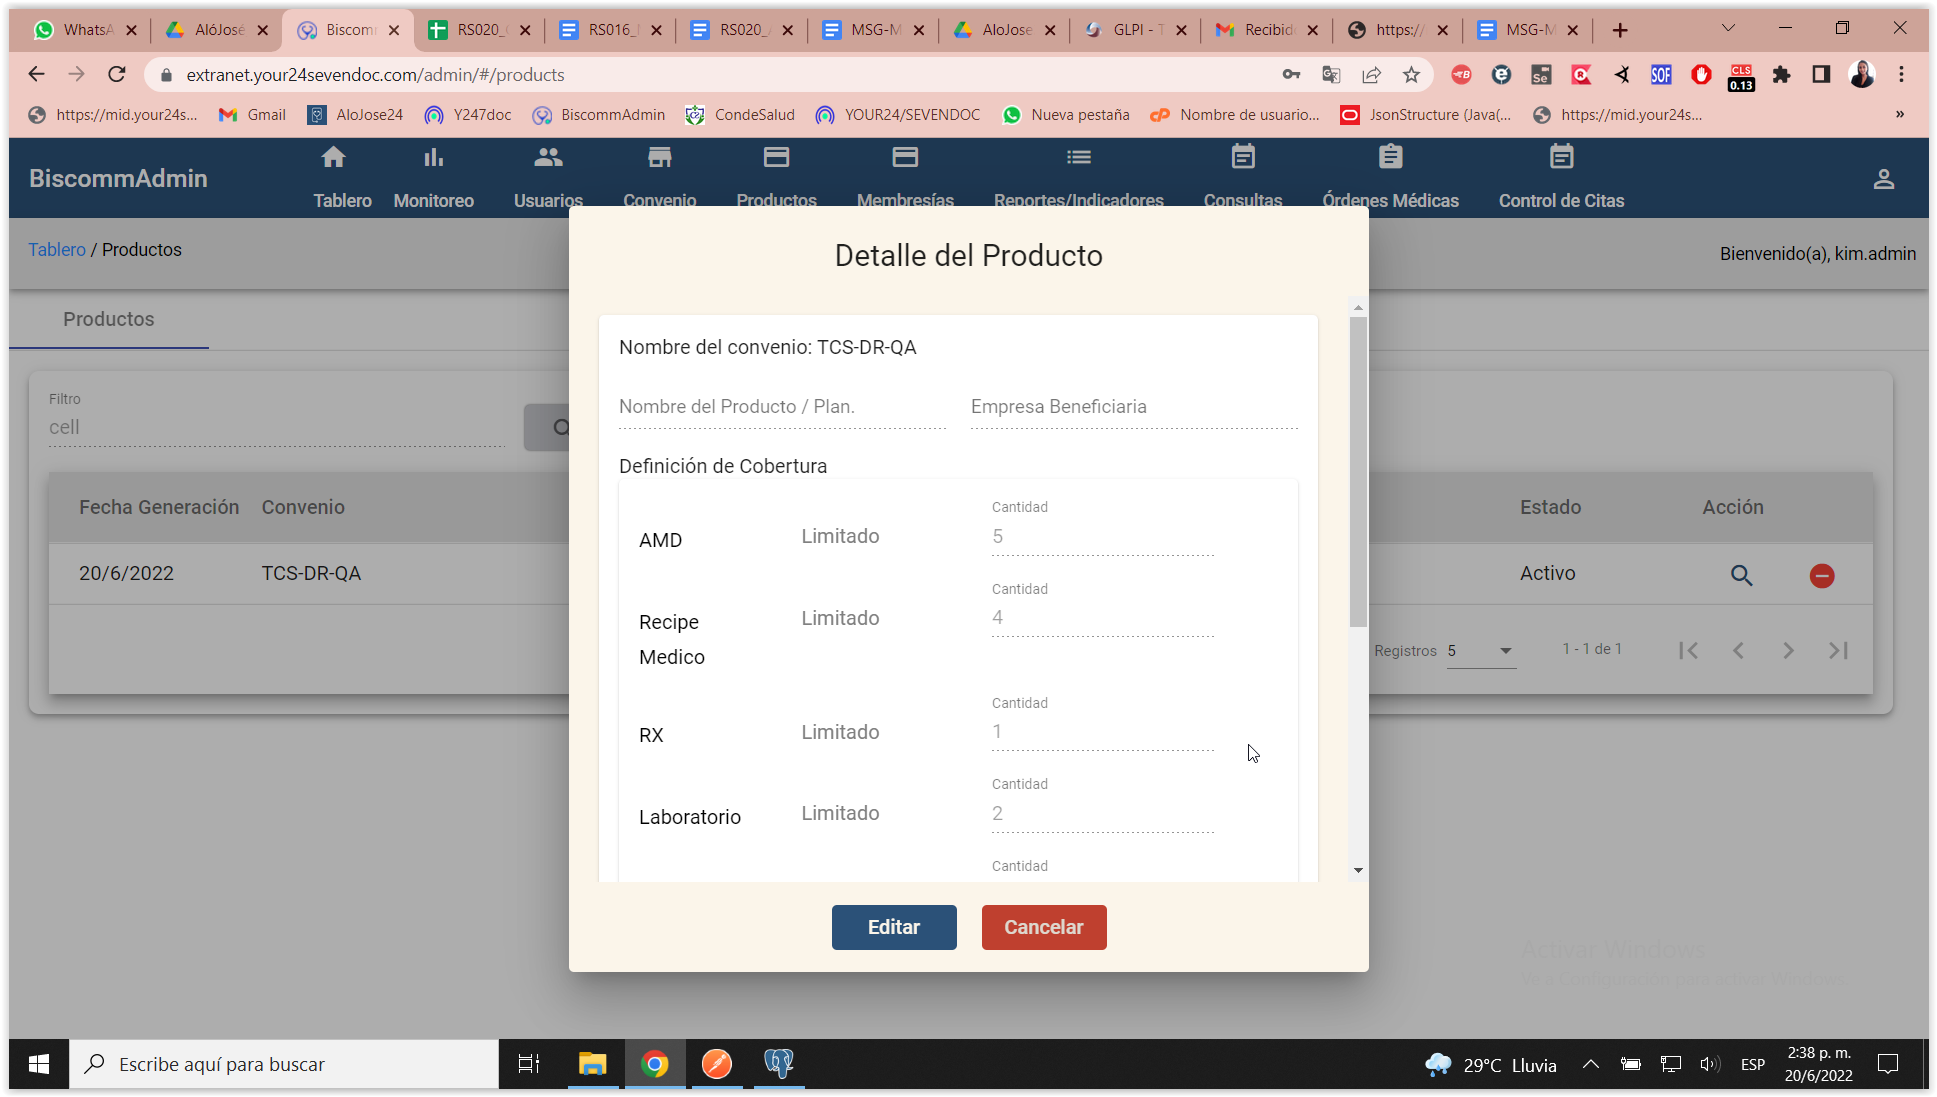 WhatsA
AlóJosé
Biscomm
RS020_
RS016_
RS020_
MSG-M
AloJose
GLPI - T
Recibid
https://
MSG-M
extranet.your24sevendoc.com/admin/#/products
Se
SOF
CLS
0.13
https://mid.your24s...
Gmail
AloJose24
Y247doc
BiscommAdmin
CondeSalud
YOUR24/SEVENDOC
Nueva pestaña
Nombre de usuario...
JsonStructure (Java(...
https://mid.your24s...
»
BiscommAdmin
Tablero
Monitoreo
Usuarios
Convenio
Productos
Membresías
Reportes/Indicadores
Consultas
Órdenes Médicas
Control de Citas
Tablero / Productos
Bienvenido(a), kim.admin
Productos
Filtro
cell
Fecha Generación
Convenio
Estado
Acción
20/6/2022
TCS-DR-QA
Activo
Registros 5
1 - 1 de 1
Detalle del Producto
Nombre del convenio: TCS-DR-QA
Nombre del Producto / Plan.
Empresa Beneficiaria
Definición de Cobertura
Cantidad
AMD
Limitado
5
Cantidad
Recipe
Medico
Limitado
4
Cantidad
RX
Limitado
1
Cantidad
Laboratorio
Limitado
2
Cantidad
Editar
Cancelar
Activar Windows
Escribe aquí para buscar
29°C Lluvia
ESP
2:38 p. m.
20/6/2022